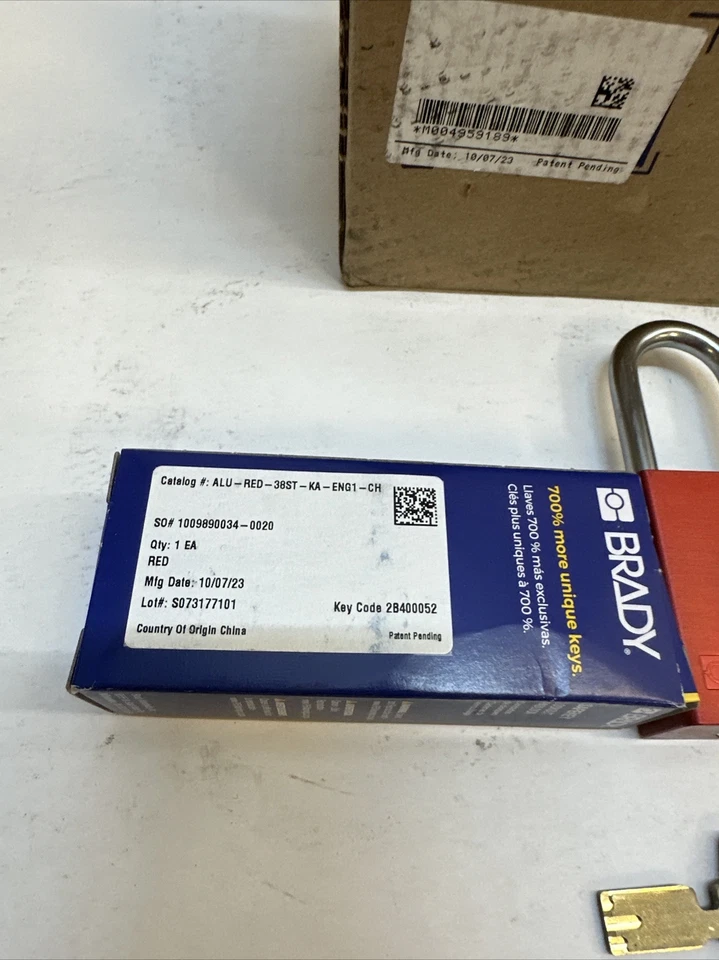 *M004959189*
Mfg Date: 10/07/23 Patent Pending
Catalog #: ALU-RED-38ST-KA-ENG1-CH
SO# 1009890034-0020
Qty: 1 EA
RED
Mfg Date: 10/07/23
Lot#: S073177101 Key Code 2B400052
Country Of Origin China Patent Pending
700% more unique keys.
Llaves 700 % más exclusivas.
Clés plus uniques à 700 %.
BRADY®